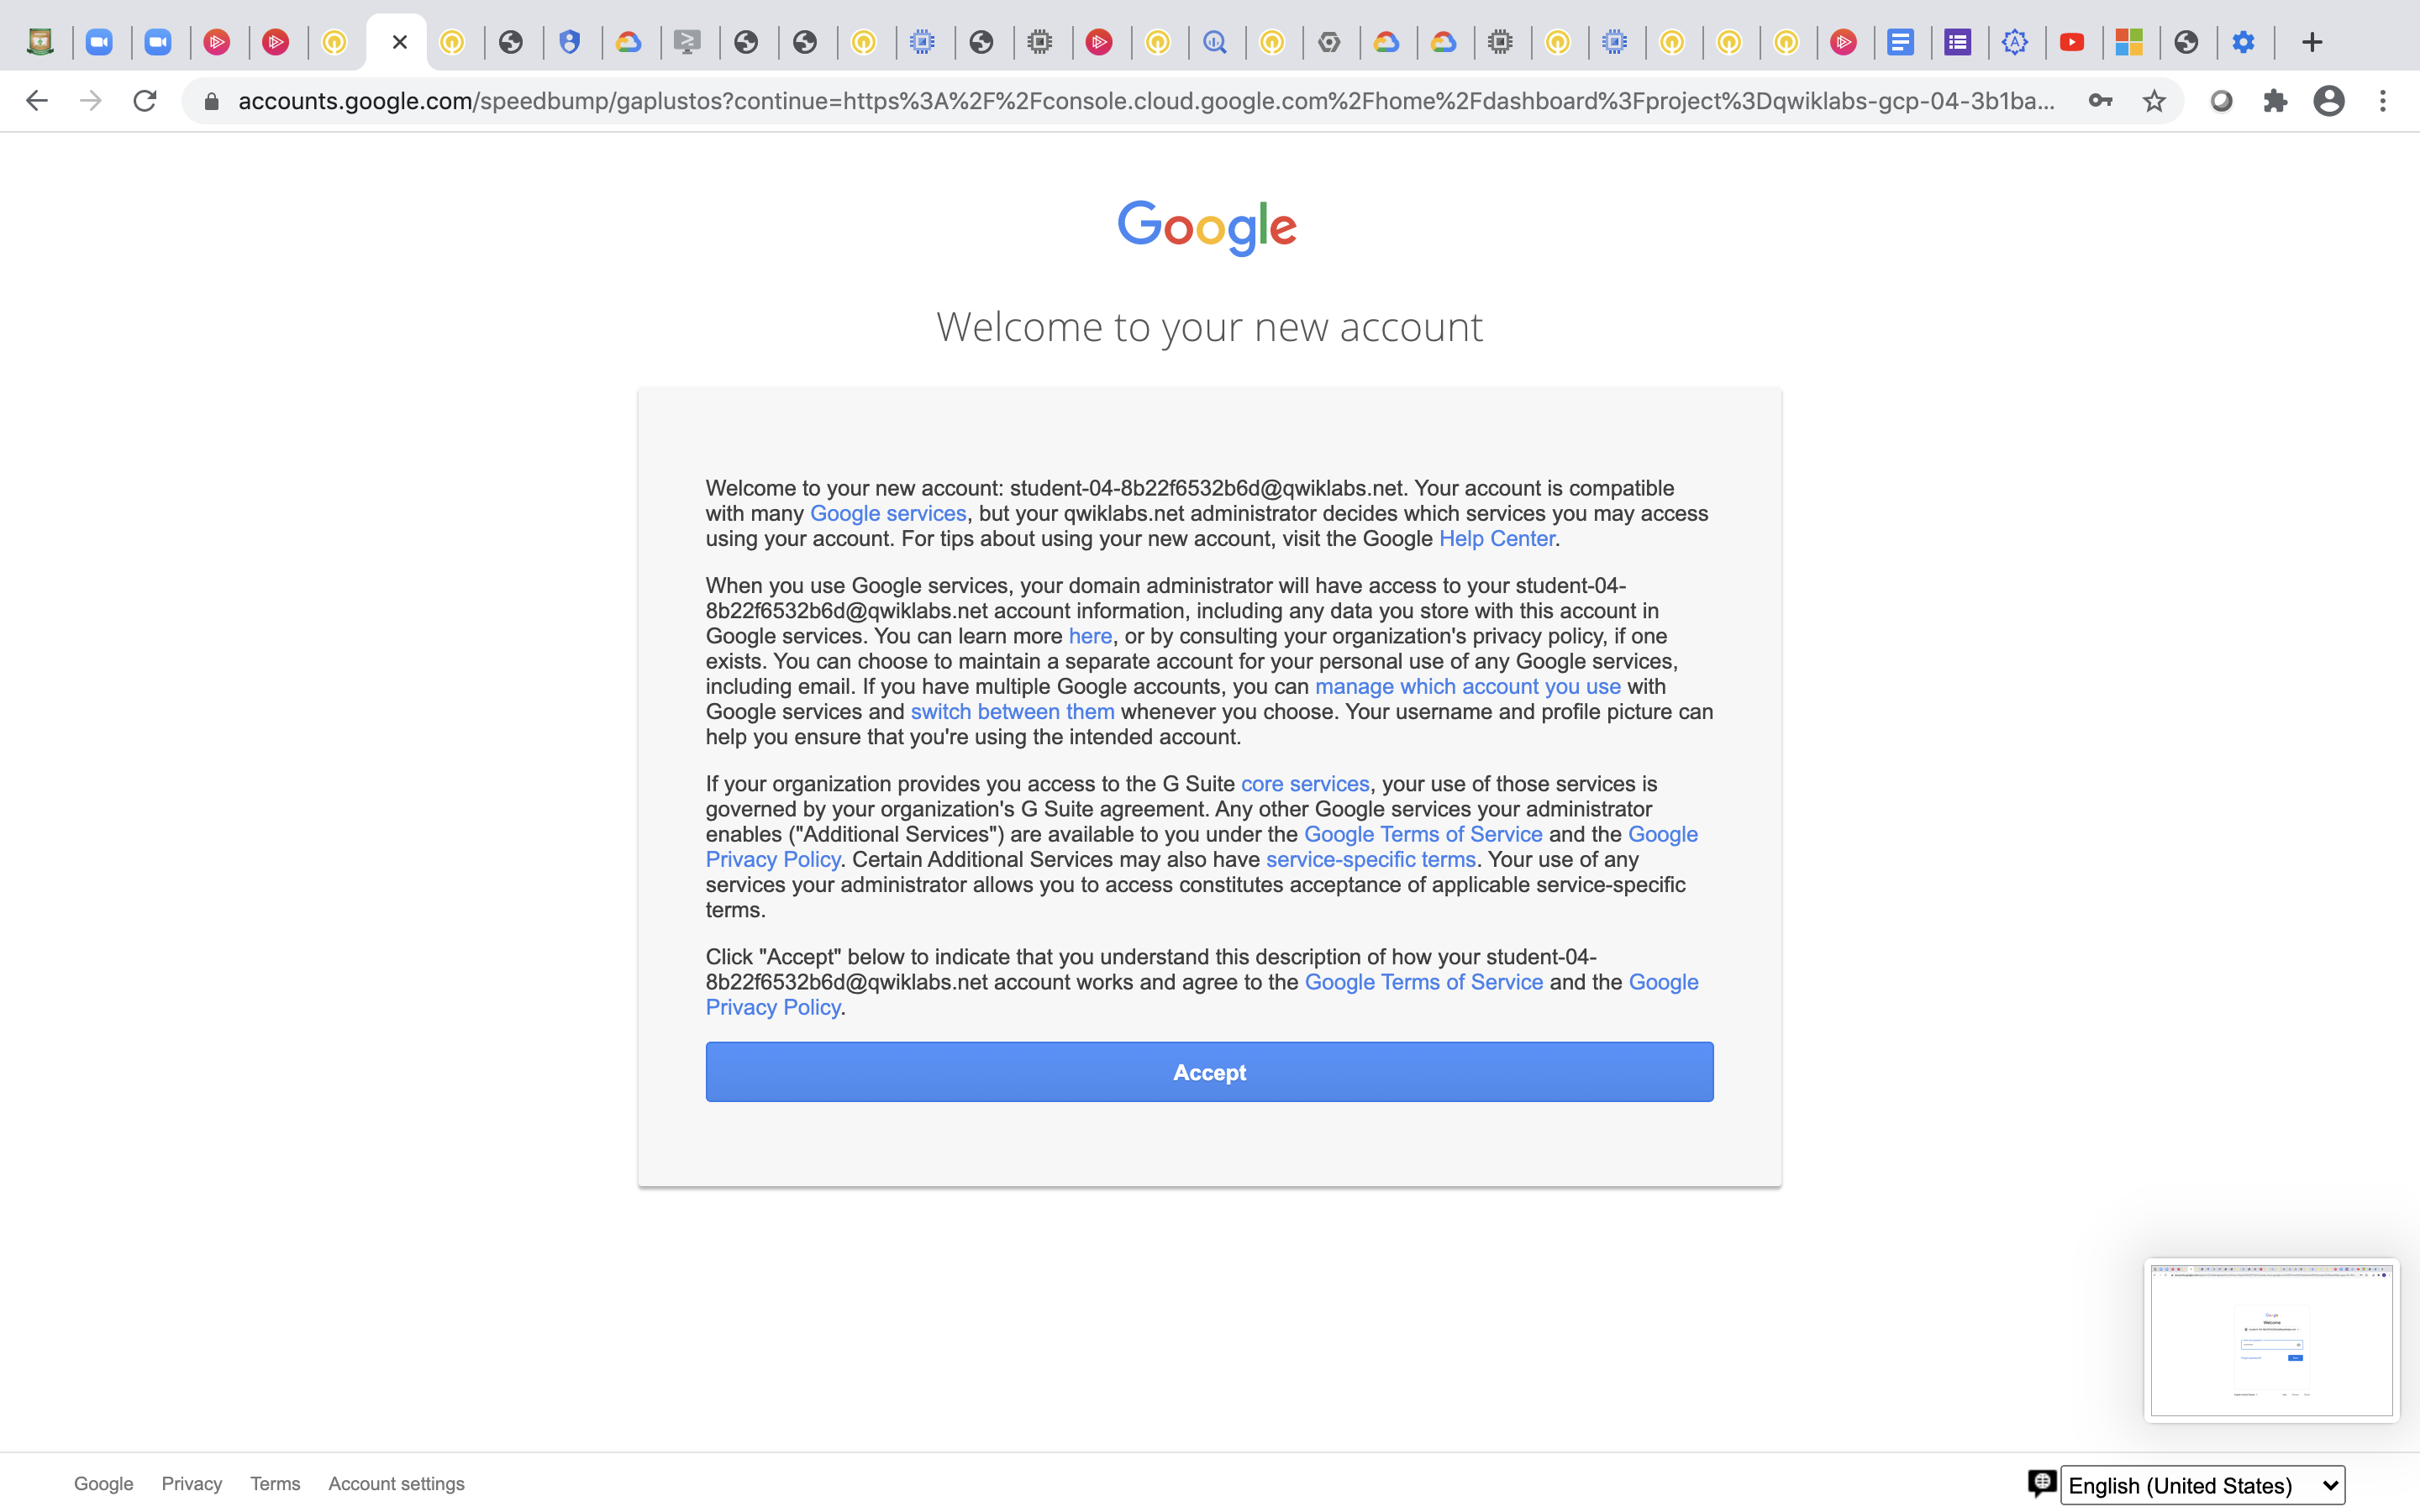 accounts.google.com/speedbump/gaplustos?continue=https%3A%2F%2Fconsole.cloud.google.com%2Fhome%2Fdashboard%3Fproject%3Dqwiklabs-gcp-04-3b1ba...
Google
Welcome to your new account
Welcome to your new account: student-04-8b22f6532b6d@qwiklabs.net. Your account is compatible
with many Google services, but your qwiklabs.net administrator decides which services you may access
using your account. For tips about using your new account, visit the Google Help Center.
When you use Google services, your domain administrator will have access to your student-04-
8b22f6532b6d@qwiklabs.net account information, including any data you store with this account in
Google services. You can learn more here, or by consulting your organization's privacy policy, if one
exists. You can choose to maintain a separate account for your personal use of any Google services,
including email. If you have multiple Google accounts, you can manage which account you use with
Google services and switch between them whenever you choose. Your username and profile picture can
help you ensure that you're using the intended account.
If your organization provides you access to the G Suite core services, your use of those services is
governed by your organization's G Suite agreement. Any other Google services your administrator
enables ("Additional Services") are available to you under the Google Terms of Service and the Google
Privacy Policy. Certain Additional Services may also have service-specific terms. Your use of any
services your administrator allows you to access constitutes acceptance of applicable service-specific
terms.
Click "Accept" below to indicate that you understand this description of how your student-04-
8b22f6532b6d@qwiklabs.net account works and agree to the Google Terms of Service and the Google
Privacy Policy.
Accept
Google
Welcome
Google Privacy Terms Account settings
English (United States)